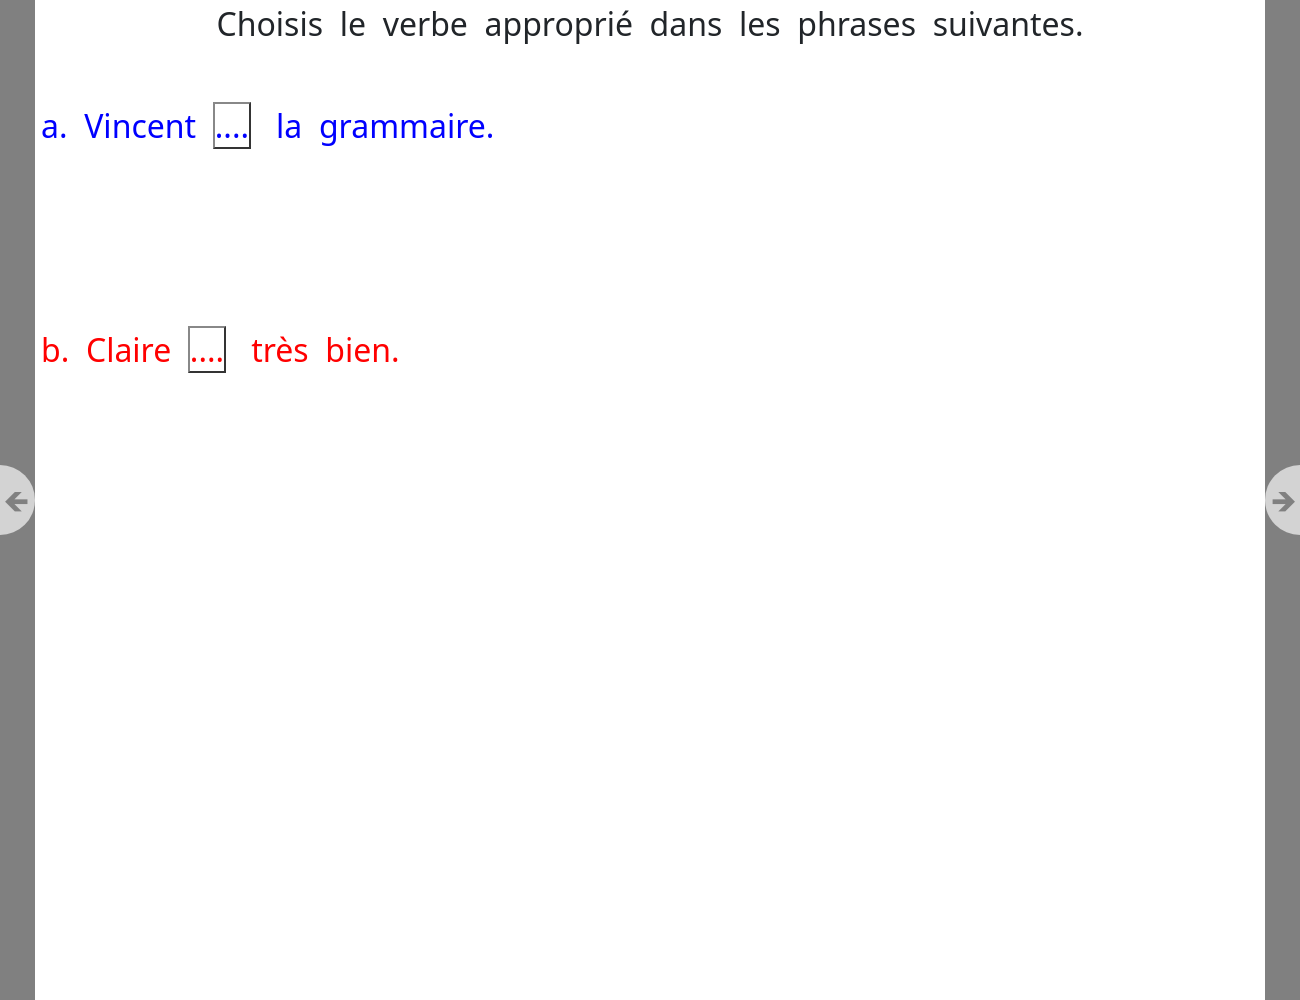 Choisis le verbe approprié dans les phrases suivantes.
a. Vincent .... la grammaire.
b. Claire .... très bien.